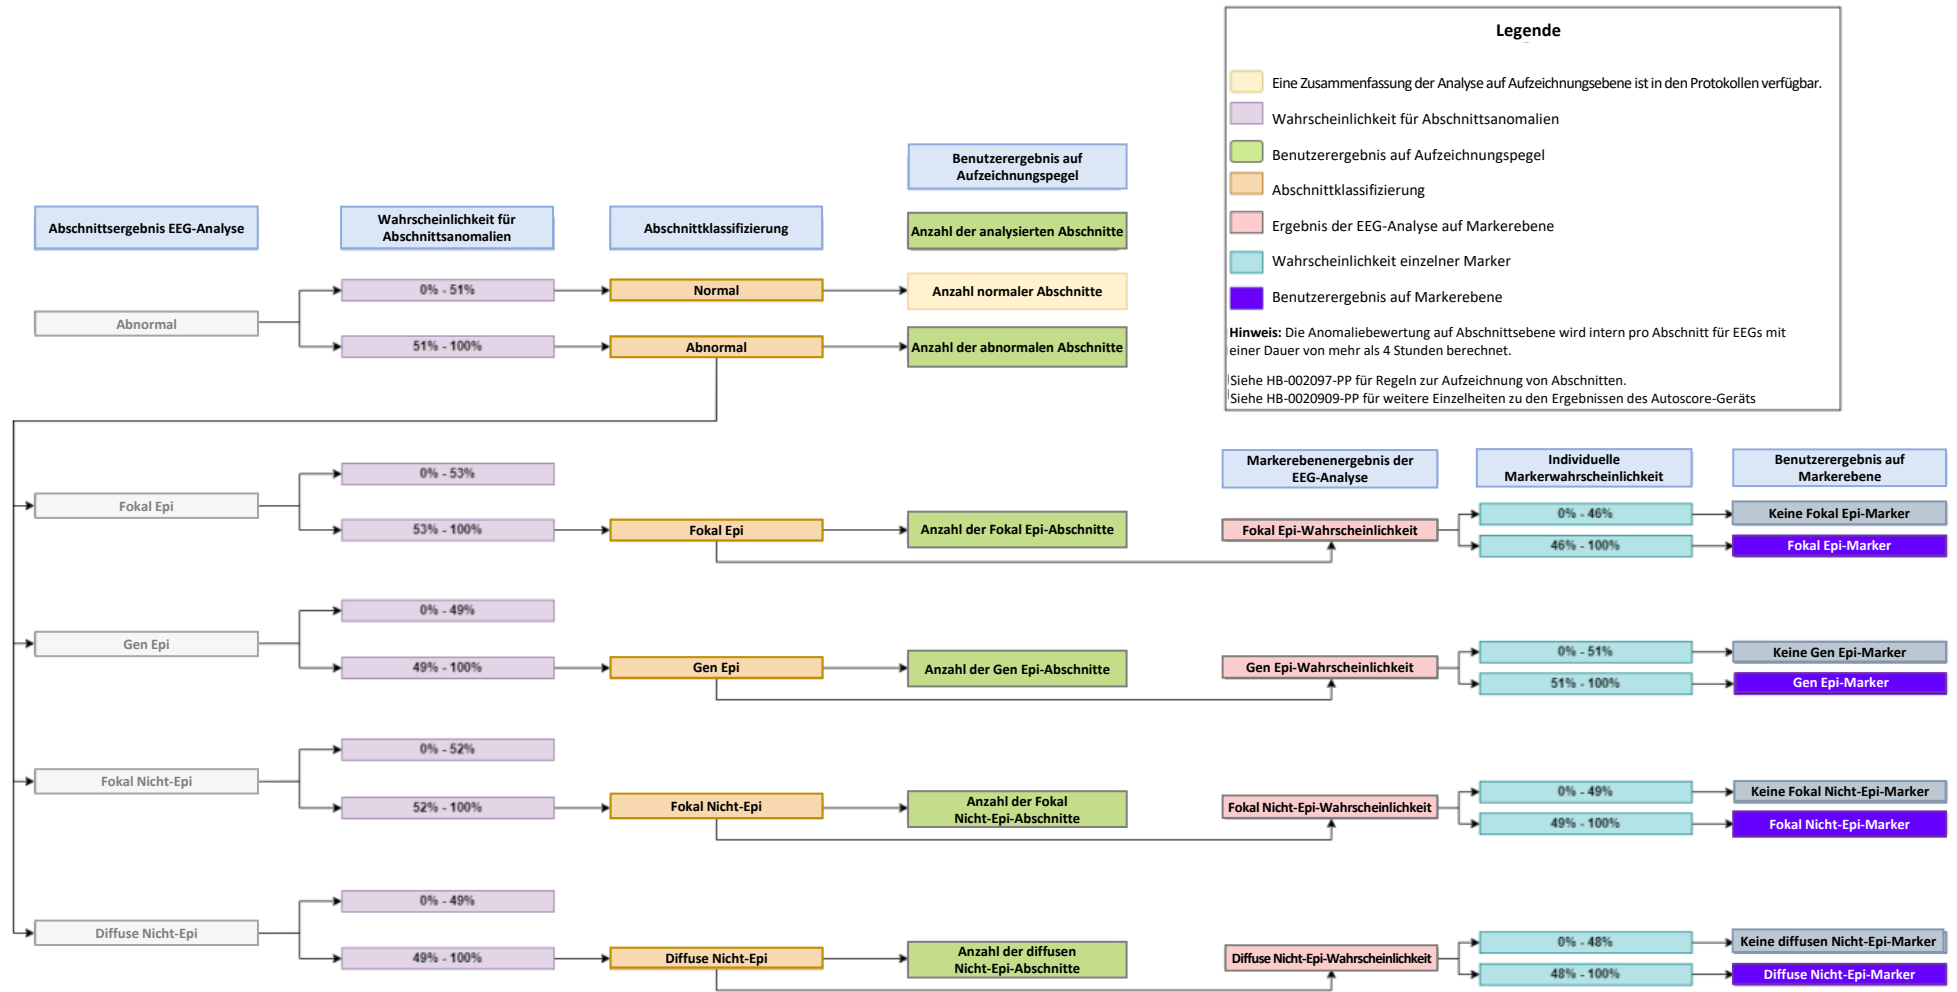 Legende
Eine Zusammenfassung der Analyse auf Aufzeichnungsebene ist in den Protokollen verfügbar.
Wahrscheinlichkeit für Abschnittsanomalien
Benutzerergebnis auf Aufzeichnungspegel
Abschnittklassifizierung
Ergebnis der EEG-Analyse auf Markerebene
Wahrscheinlichkeit einzelner Marker
Benutzerergebnis auf Markerebene
Hinweis: Die Anomaliebewertung auf Abschnittsebene wird intern pro Abschnitt für EEGs mit
einer Dauer von mehr als 4 Stunden berechnet.
Siehe HB-002097-PP für Regeln zur Aufzeichnung von Abschnitten.
Siehe HB-0020909-PP für weitere Einzelheiten zu den Ergebnissen des Autoscore-Geräts
Abschnittsergebnis EEG-Analyse
Wahrscheinlichkeit für
Abschnittsanomalien
Abschnittklassifizierung
Benutzerergebnis auf
Aufzeichnungspegel
Anzahl der analysierten Abschnitte
Abnormal
0% - 51%
Normal
Anzahl normaler Abschnitte
51% - 100%
Abnormal
Anzahl der abnormalen Abschnitte
Markerebenenergebnis der
EEG-Analyse
Individuelle
Markerwahrscheinlichkeit
Benutzerergebnis auf
Markerebene
Fokal Epi
0% - 53%
53% - 100%
Fokal Epi
Anzahl der Fokal Epi-Abschnitte
Fokal Epi-Wahrscheinlichkeit
0% - 46%
Keine Fokal Epi-Marker
46% - 100%
Fokal Epi-Marker
Gen Epi
0% - 49%
49% - 100%
Gen Epi
Anzahl der Gen Epi-Abschnitte
Gen Epi-Wahrscheinlichkeit
0% - 51%
Keine Gen Epi-Marker
51% - 100%
Gen Epi-Marker
Fokal Nicht-Epi
0% - 52%
52% - 100%
Fokal Nicht-Epi
Anzahl der Fokal
Nicht-Epi-Abschnitte
Fokal Nicht-Epi-Wahrscheinlichkeit
0% - 49%
Keine Fokal Nicht-Epi-Marker
49% - 100%
Fokal Nicht-Epi-Marker
Diffuse Nicht-Epi
0% - 49%
49% - 100%
Diffuse Nicht-Epi
Anzahl der diffusen
Nicht-Epi-Abschnitte
Diffuse Nicht-Epi-Wahrscheinlichkeit
0% - 48%
Keine diffusen Nicht-Epi-Marker
48% - 100%
Diffuse Nicht-Epi-Marker